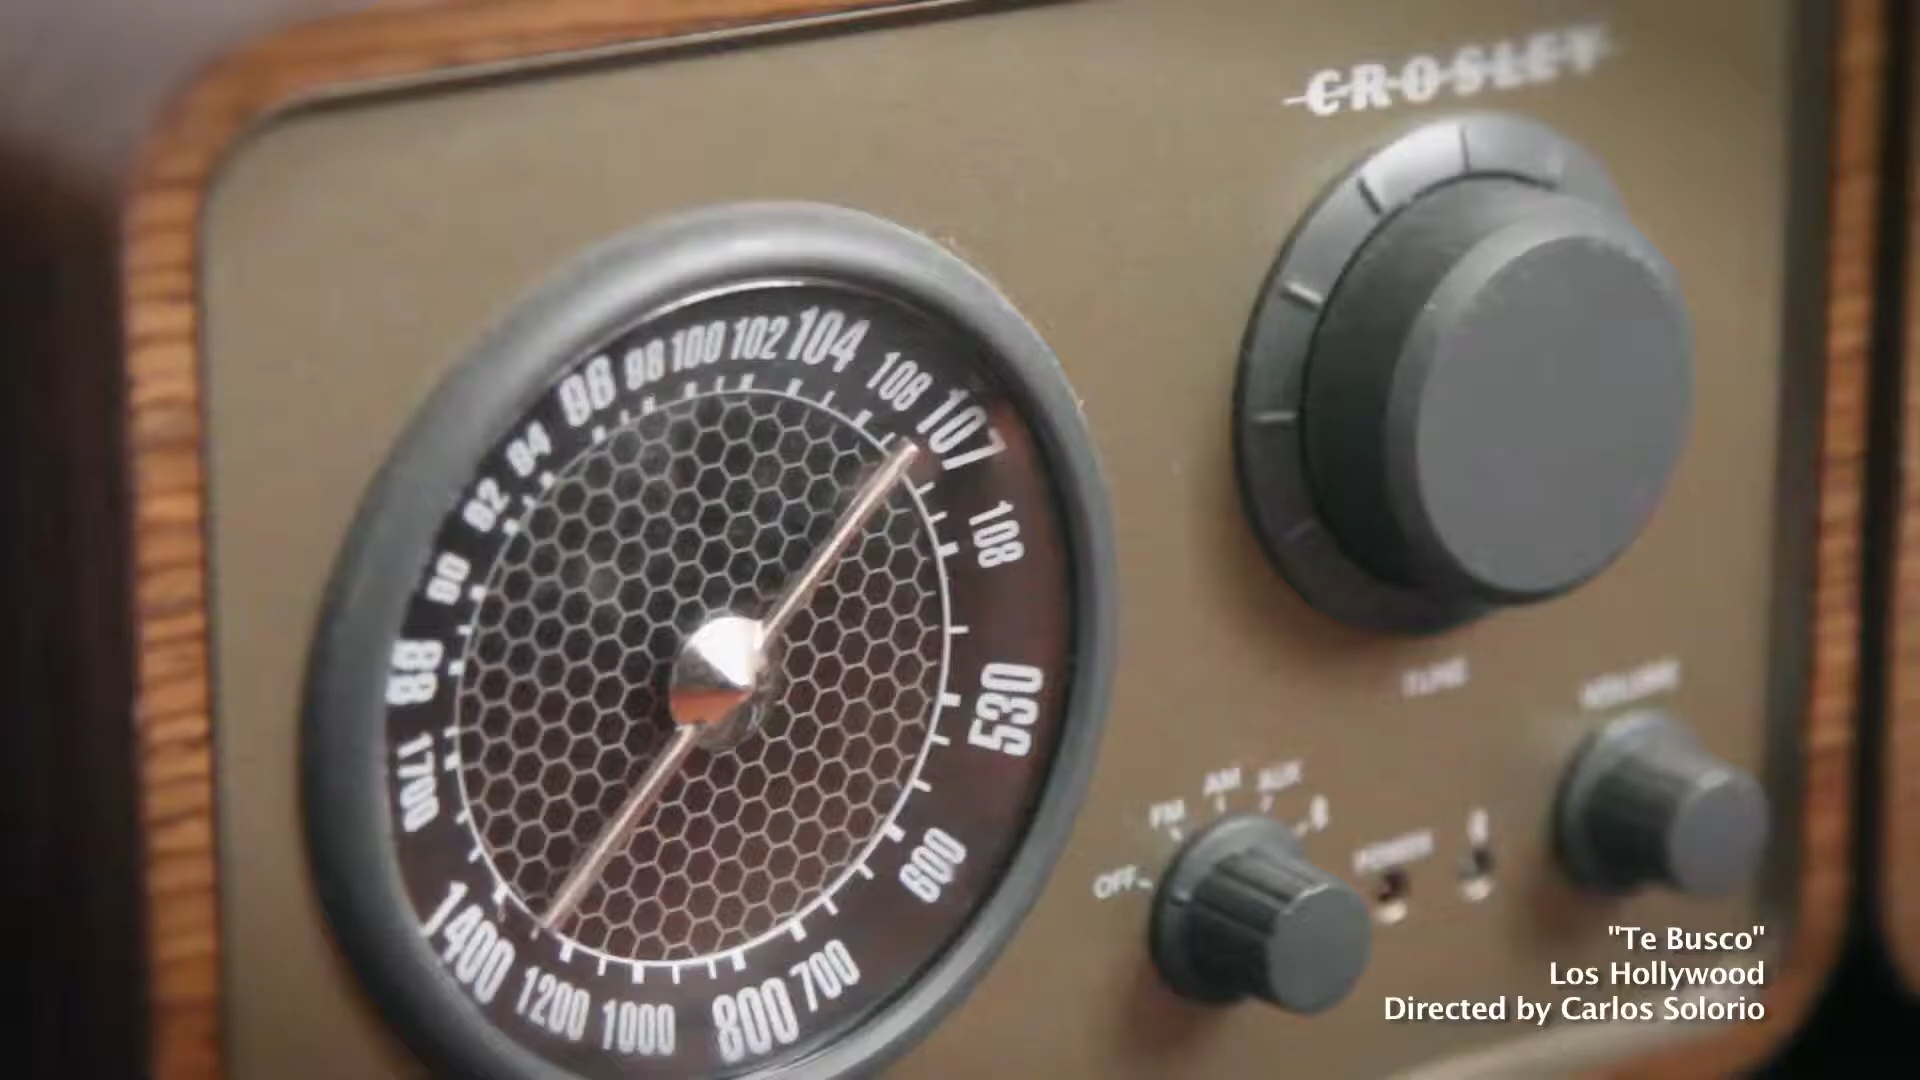 CROSLEY
88
90
92
94
96
98
100
102
104
108
107
108
530
600
700
800
1000
1200
1400
1700
TUNE
VOLUME
FM
AM
AUX
OFF
POWER
"Te Busco"
Los Hollywood
Directed by Carlos Solorio